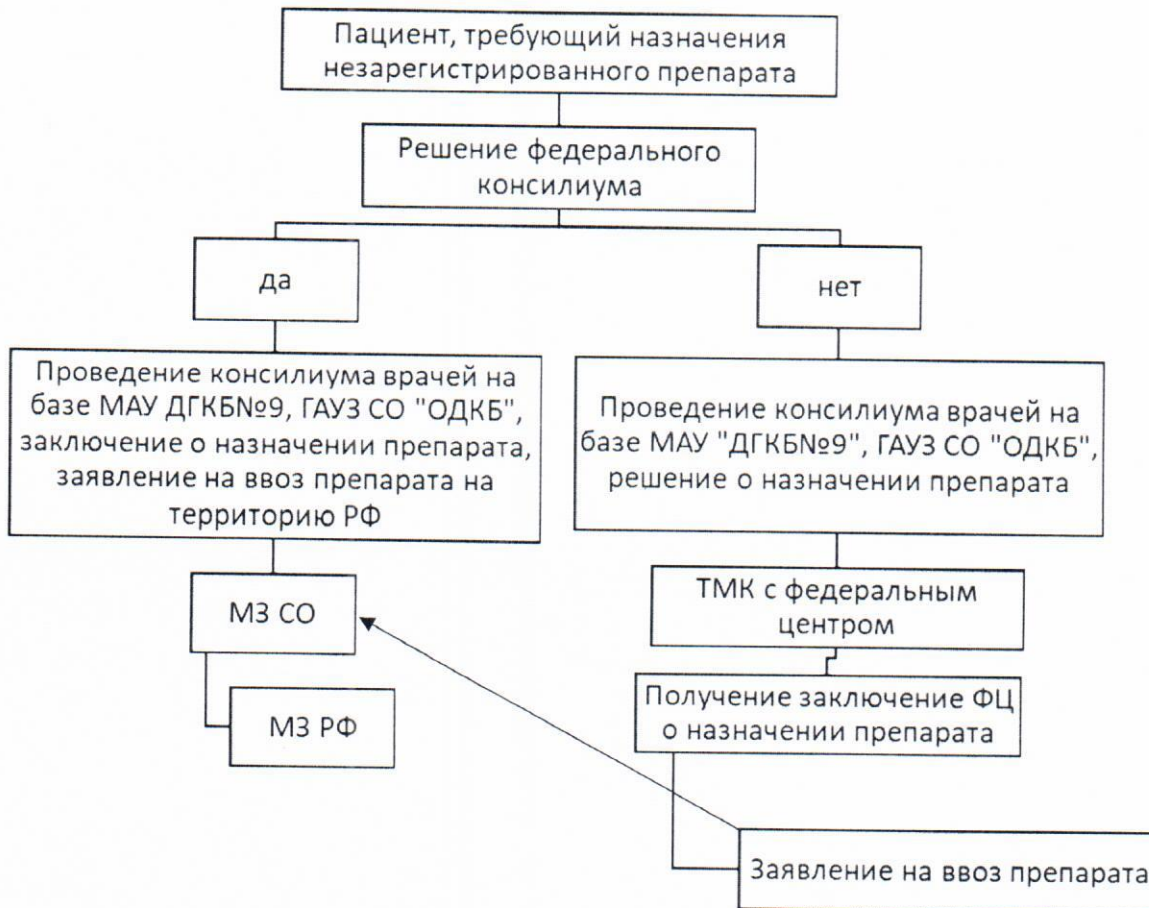 Пациент, требующий назначения
незарегистрированного препарата
Решение федерального
консилиума
да
нет
Проведение консилиума врачей на
базе МАУ ДГКБ№9, ГАУЗ СО "ОДКБ",
заключение о назначении препарата,
заявление на ввоз препарата на
территорию РФ
Проведение консилиума врачей на
базе МАУ "ДГКБ№9", ГАУЗ СО "ОДКБ",
решение о назначении препарата
МЗ СО
ТМК с федеральным
центром
МЗ РФ
Получение заключение ФЦ
о назначении препарата
Заявление на ввоз препарата